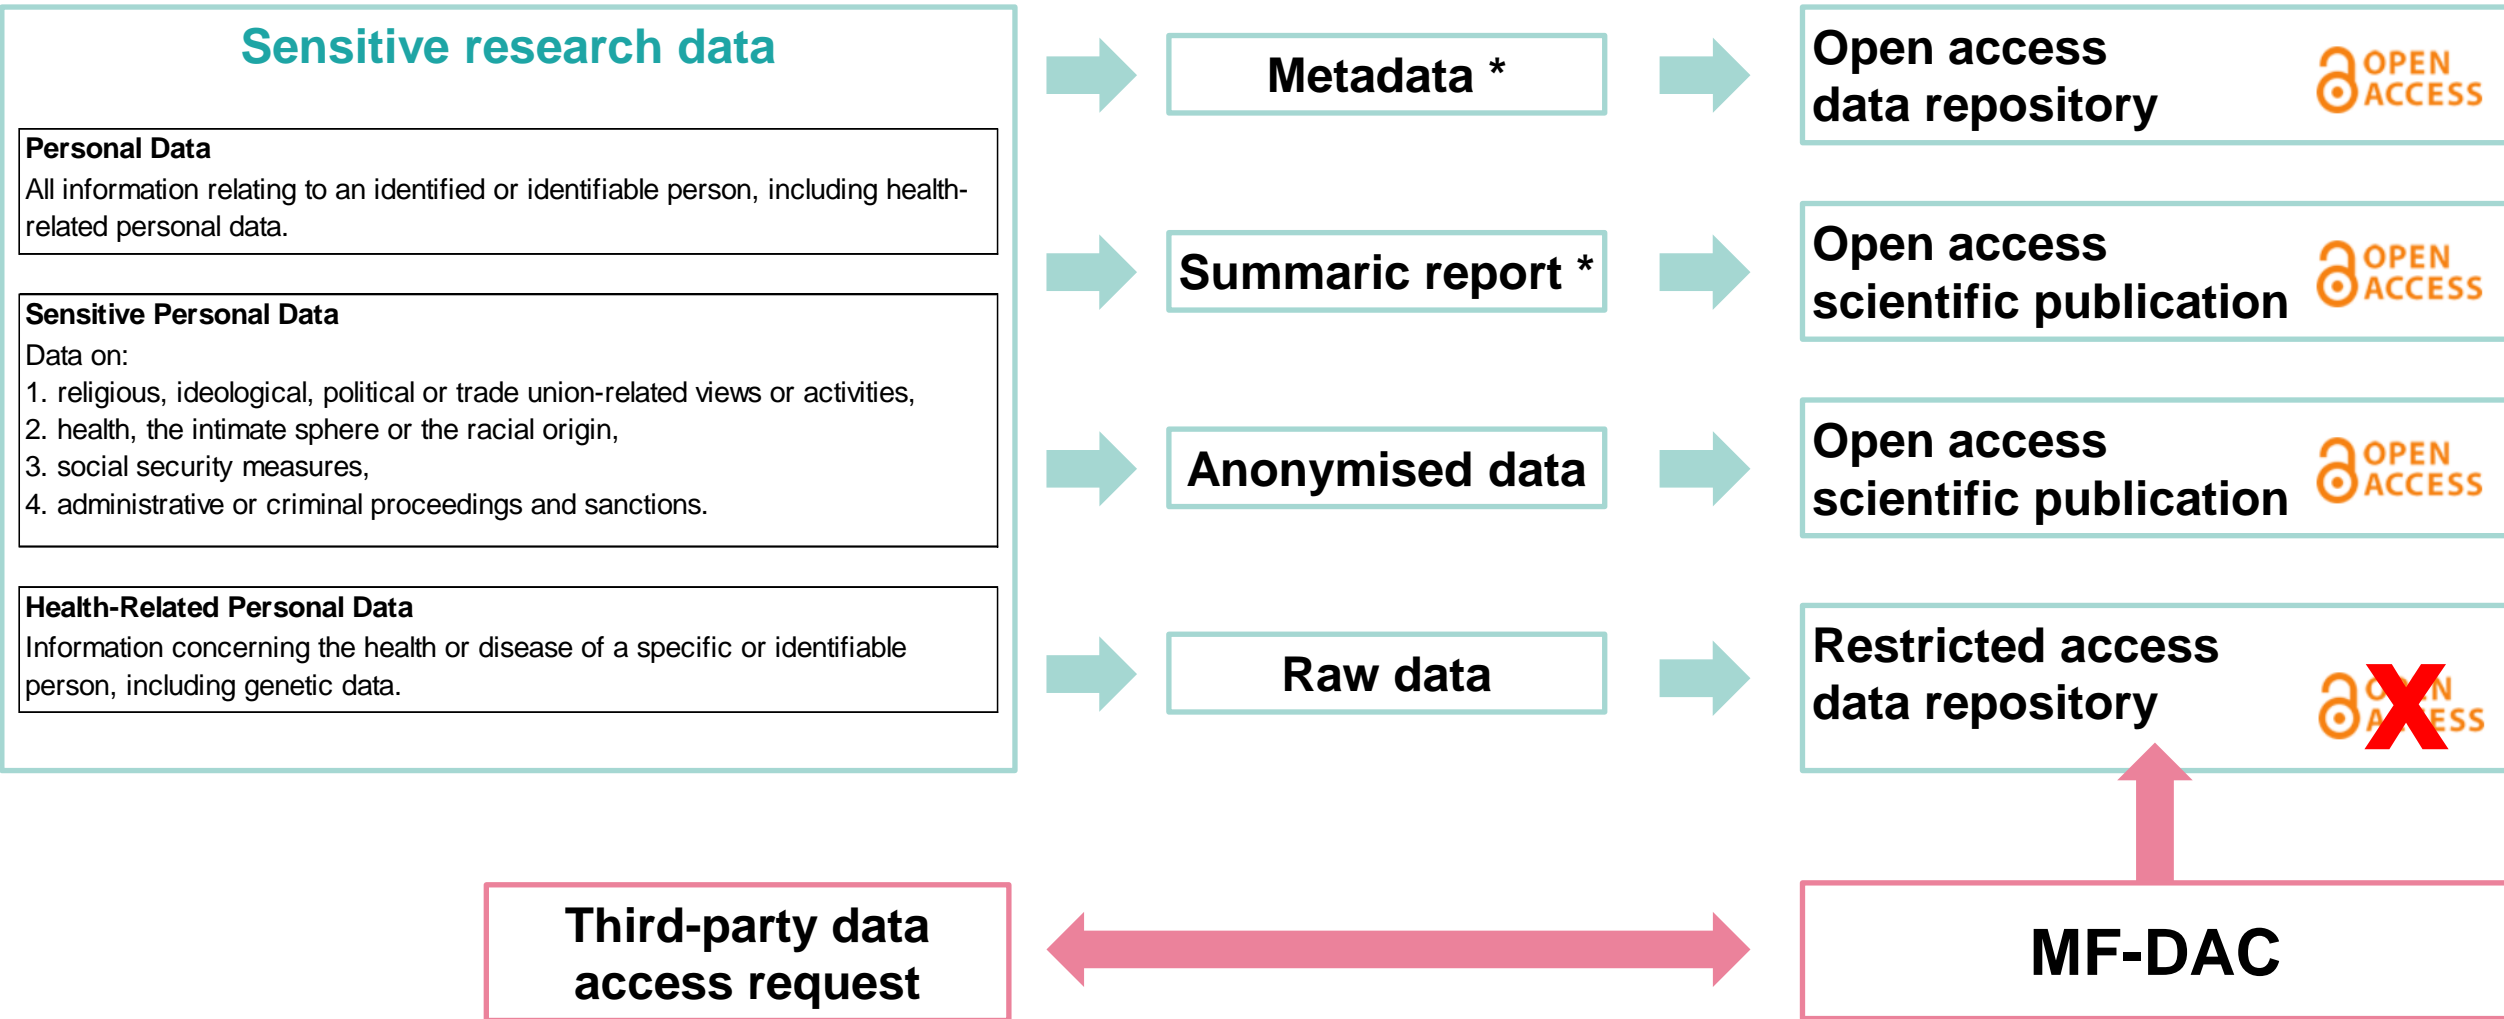 Sensitive research data
Personal Data
All information relating to an identified or identifiable person, including health-
related personal data.
Sensitive Personal Data
Data on:
1. religious, ideological, political or trade union-related views or activities,
2. health, the intimate sphere or the racial origin,
3. social security measures,
4. administrative or criminal proceedings and sanctions.
Health-Related Personal Data
Information concerning the health or disease of a specific or identifiable
person, including genetic data.
Metadata *
Open access
data repository
OPEN
ACCESS
Summaric report *
Open access
scientific publication
OPEN
ACCESS
Anonymised data
Open access
scientific publication
OPEN
ACCESS
Raw data
Restricted access
data repository
OPEN
ACCESS
X
Third-party data
access request
MF-DAC